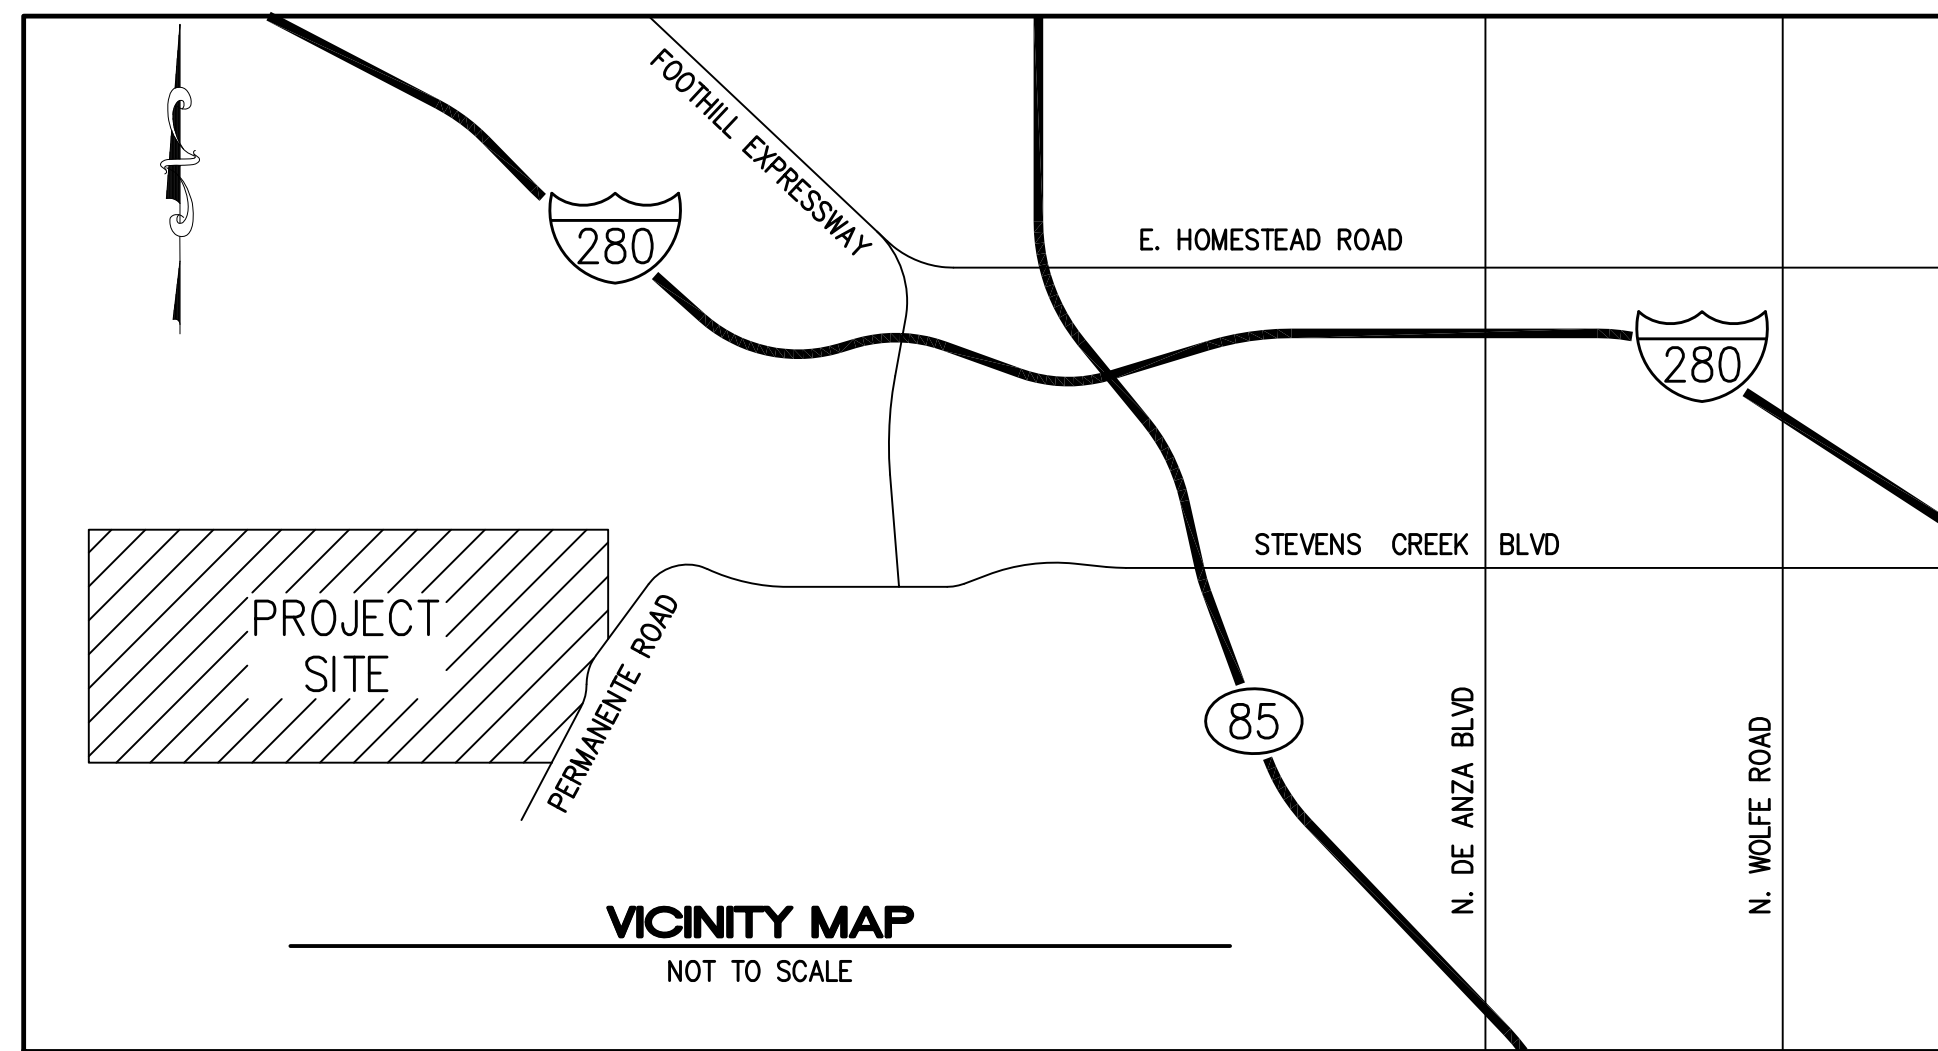 FOOTHILL EXPRESSWAY
280
E. HOMESTEAD ROAD
280
STEVENS CREEK BLVD
PROJECT
SITE
PERMANENTE ROAD
85
N. DE ANZA BLVD
N. WOLFE ROAD
VICINITY MAP
NOT TO SCALE